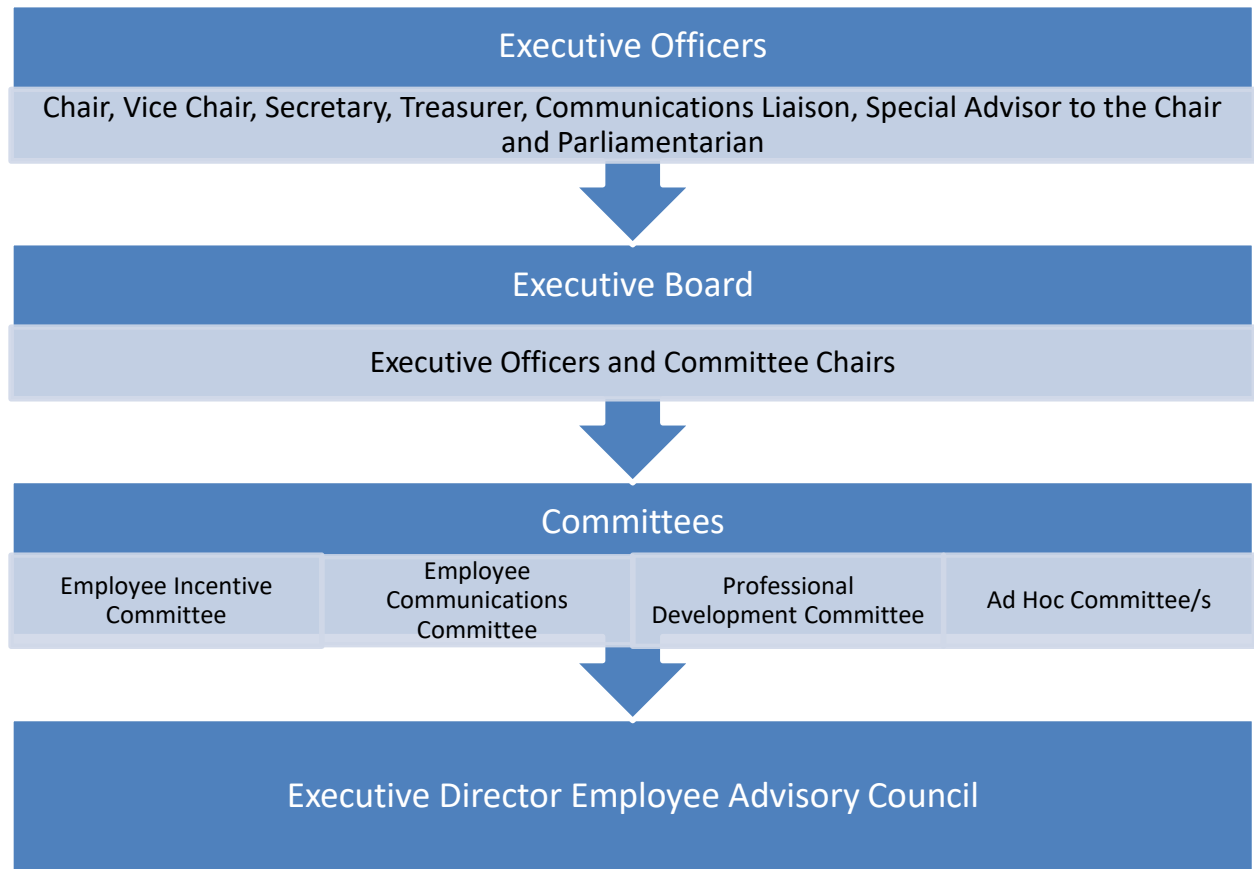 Executive Officers
Chair, Vice Chair, Secretary, Treasurer, Communications Liaison, Special Advisor to the Chair
and Parliamentarian
Executive Board
Executive Officers and Committee Chairs
Committees
Employee Incentive
Committee
Employee
Communications
Committee
Professional
Development Committee
Ad Hoc Committee/s
Executive Director Employee Advisory Council